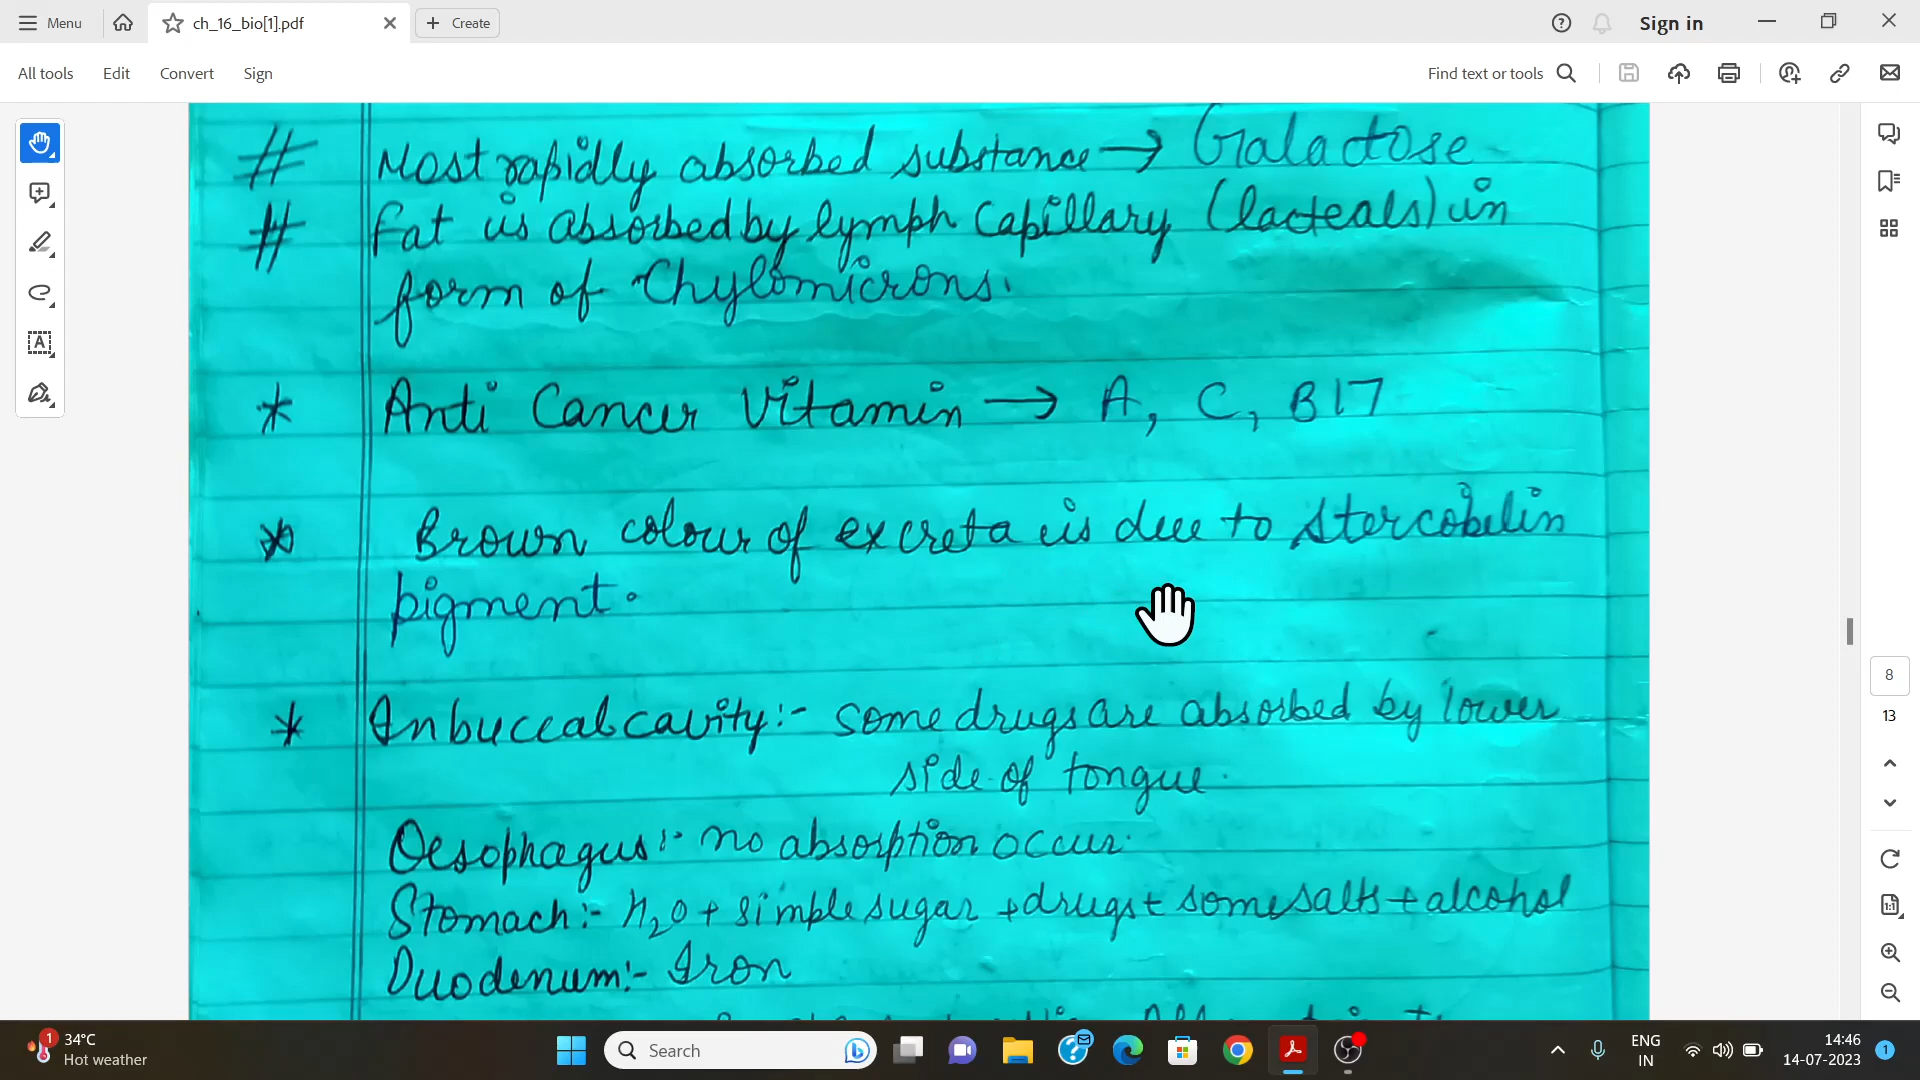 Menu
ch_16_bio[1].pdf
Create
Sign in
All tools
Edit
Convert
Sign
Find text or tools
# Most rapidly absorbed substance → Galactose
# Fat is absorbed by lymph Capillary (lacteals) in
form of Chylomicrons.
* Anti Cancer Vitamin → A, C, B17
* Brown colour of excreta is due to Stercobilin
pigment.
* In buccal cavity:- some drugs are absorbed by lower
side of tongue.
Oesophagus:- no absorption occur.
Stomach:- H2O + simple sugar + drugs + some salts + alcohol
Duodenum:- Iron
8
13
1
34°C
Hot weather
Search
ENG
IN
14:46
14-07-2023
1